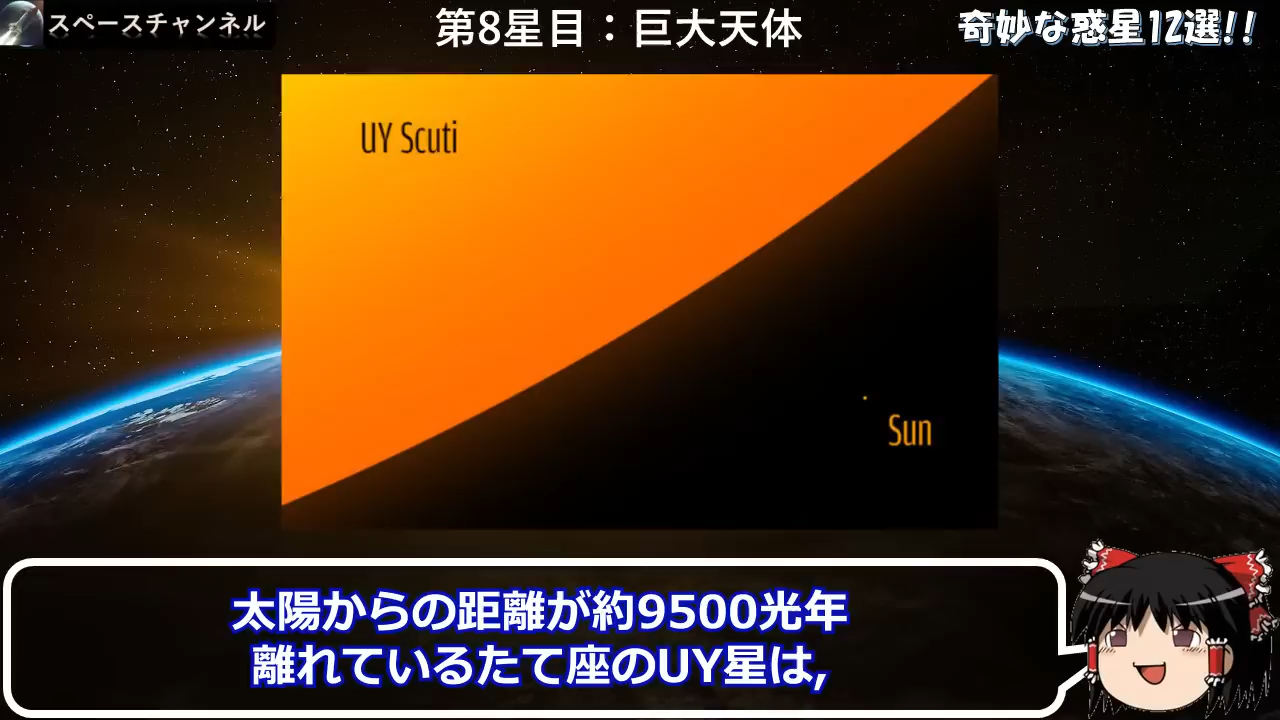 スペースチャンネル
第8星目：巨大天体
奇妙な惑星12選!!
UY Scuti
Sun
太陽からの距離が約9500光年
離れているたて座のUY星は,